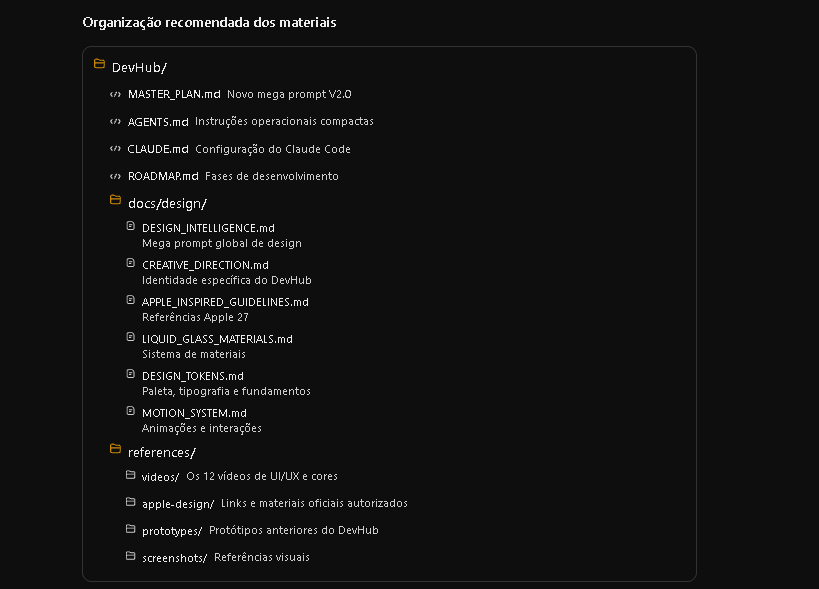 Organização recomendada dos materiais
DevHub/
MASTER_PLAN.md Novo mega prompt V2.0
AGENTS.md Instruções operacionais compactas
CLAUDE.md Configuração do Claude Code
ROADMAP.md Fases de desenvolvimento
docs/design/
DESIGN_INTELLIGENCE.md
Mega prompt global de design
CREATIVE_DIRECTION.md
Identidade específica do DevHub
APPLE_INSPIRED_GUIDELINES.md
Referências Apple 27
LIQUID_GLASS_MATERIALS.md
Sistema de materiais
DESIGN_TOKENS.md
Paleta, tipografia e fundamentos
MOTION_SYSTEM.md
Animações e interações
references/
videos/ Os 12 vídeos de UI/UX e cores
apple-design/ Links e materiais oficiais autorizados
prototypes/ Protótipos anteriores do DevHub
screenshots/ Referências visuais